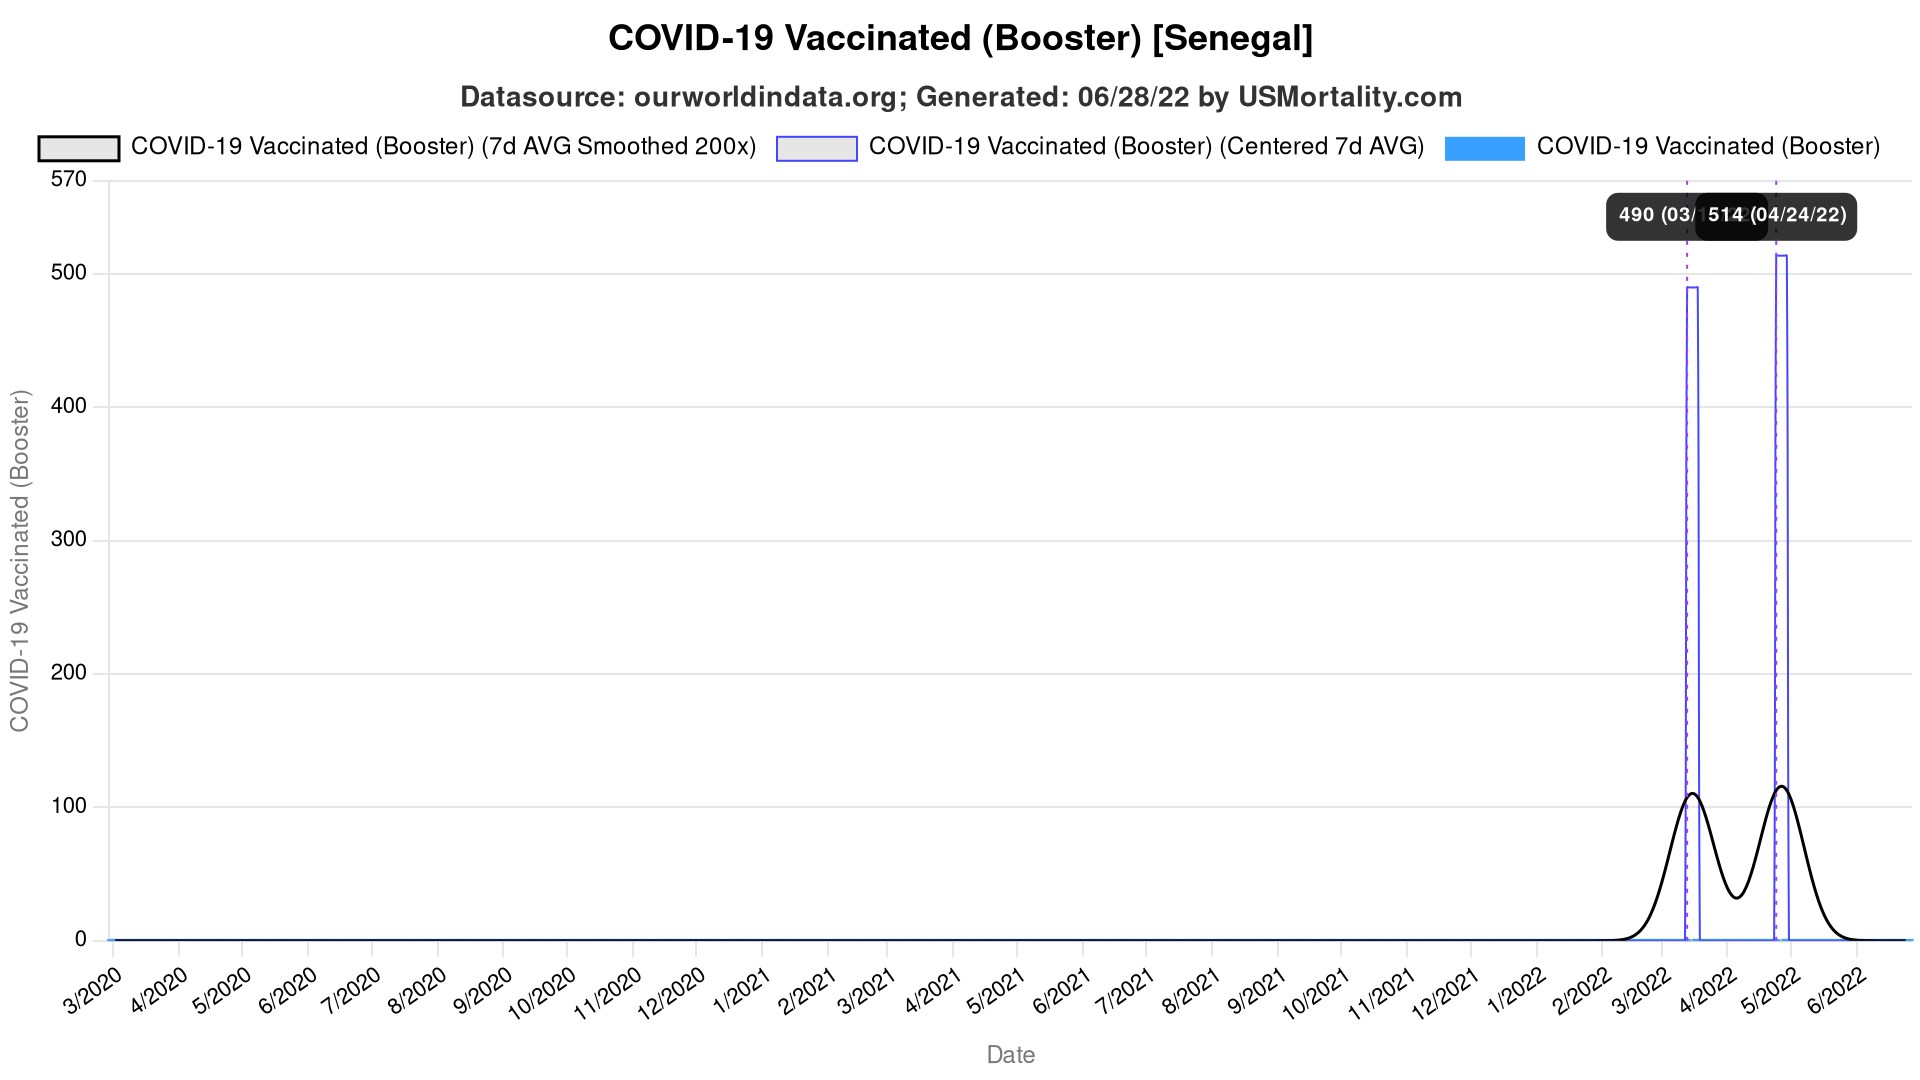 COVID-19 Vaccinated (Booster) [Senegal]
Datasource: ourworldindata.org; Generated: 06/28/22 by USMortality.com
COVID-19 Vaccinated (Booster) (7d AVG Smoothed 200x) COVID-19 Vaccinated (Booster) (Centered 7d AVG) COVID-19 Vaccinated (Booster)
570
490 (03/ 514 (04/24/22)
500
400
300
200
100
0
COVID-19 Vaccinated (Booster)
3/2020 4/2020 5/2020 6/2020 7/2020 8/2020 9/2020 10/2020 11/2020 12/2020 1/2021 2/2021 3/2021 4/2021 5/2021 6/2021 7/2021 8/2021 9/2021 10/2021 11/2021 12/2021 1/2022 2/2022 3/2022 4/2022 5/2022 6/2022
Date